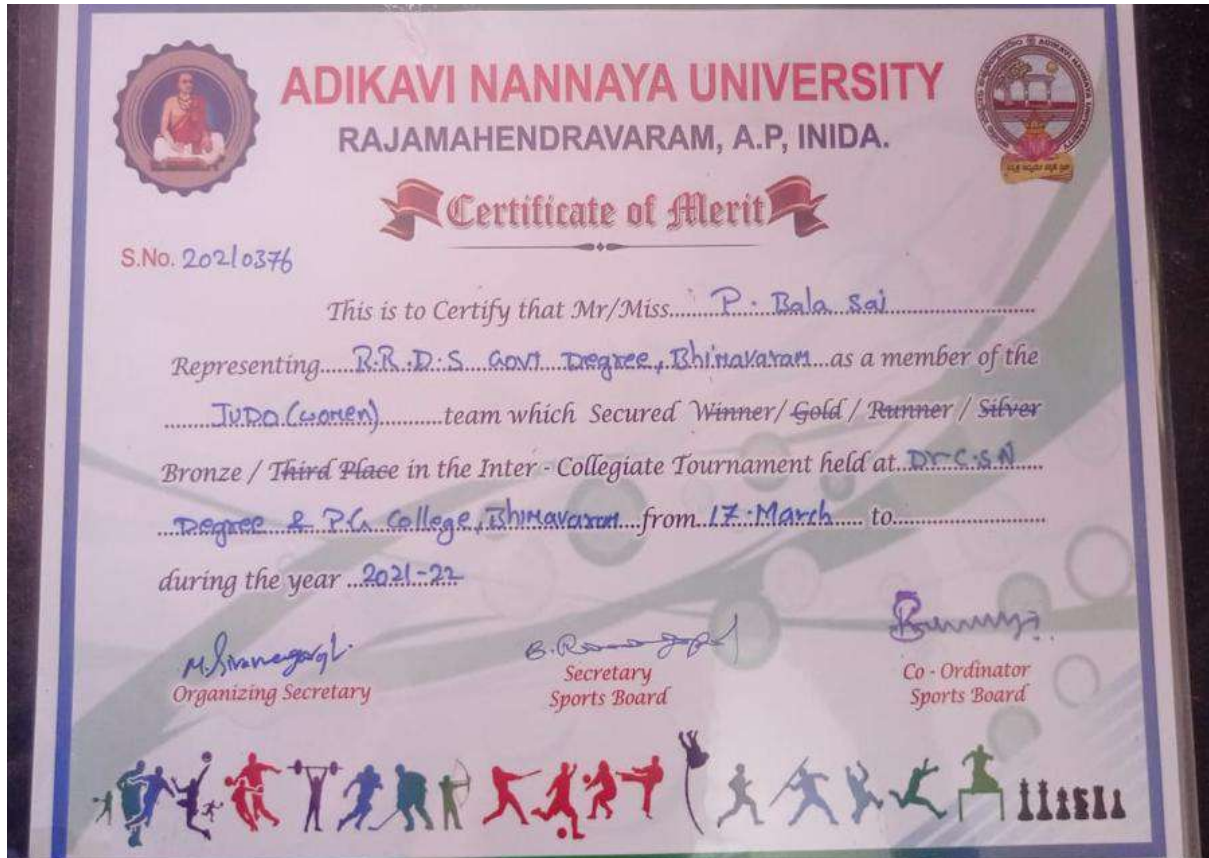 ADIKAVI NANNAYA UNIVERSITY
RAJAMAHENDRAVARAM, A.P, INIDA.
Certificate of Merit
S.No. 20210376
This is to Certify that Mr/Miss........P. Bala Sai........
Representing.....R.R.D.S Govt Degree, Bhimavaram...as a member of the
........JUDO (women)..........team which Secured Winner/ Gold / Runner / Silver
Bronze / Third Place in the Inter - Collegiate Tournament held at..Dr C.S.N.....
....Degree & P.G College, Bhimavaram....from.17.March..... to........................
during the year ...2021-22
Organizing Secretary
Secretary
Sports Board
Co - Ordinator
Sports Board